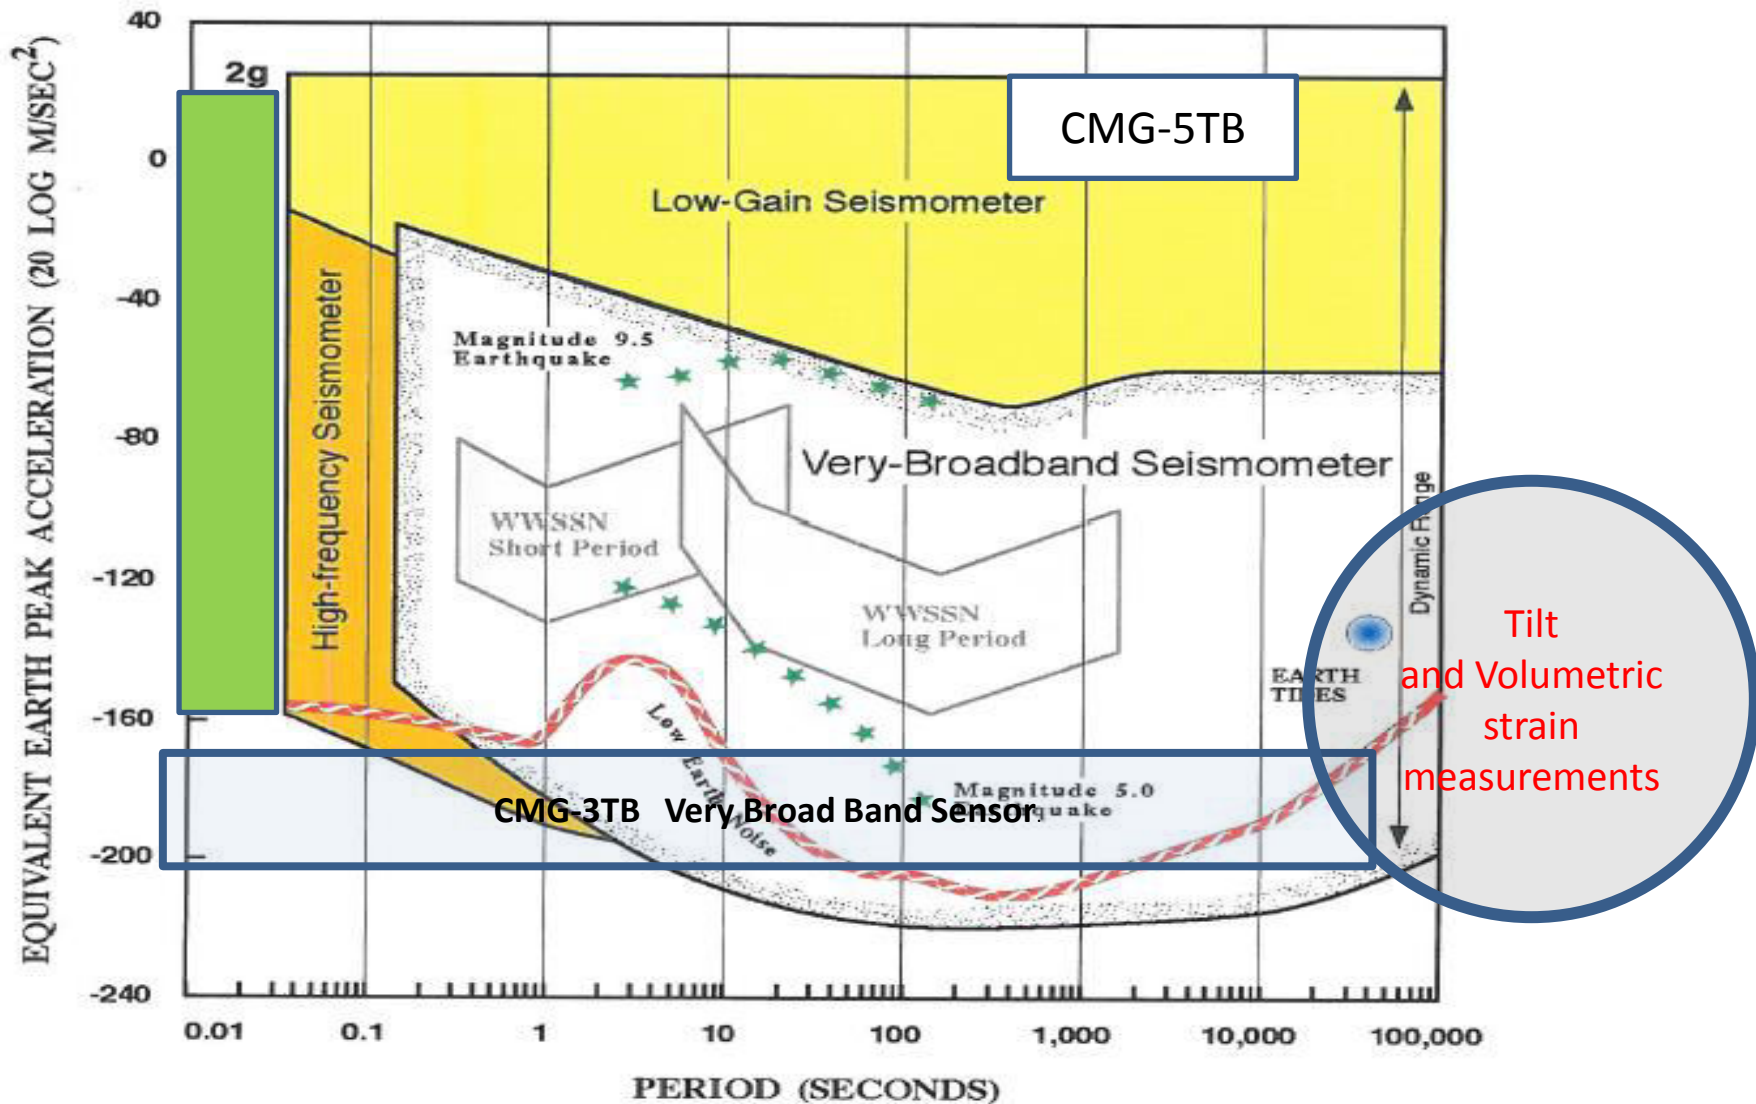 EQUIVALENT EARTH PEAK ACCELERATION (20 LOG M/SEC²)
40
0
-40
-80
-120
-160
-200
-240
2g
CMG-5TB
Low-Gain Seismometer
High-frequency Seismometer
Magnitude 9.5
Earthquake
Very-Broadband Seismometer
WWSSN
Short Period
WWSSN
Long Period
Dynamic Range
EARTH
TIDES
Tilt
and Volumetric
strain
measurements
Low Earth Noise
Magnitude 5.0
Earthquake
CMG-3TB Very Broad Band Sensor.
0.01 0.1 1 10 100 1,000 10,000 100,000
PERIOD (SECONDS)